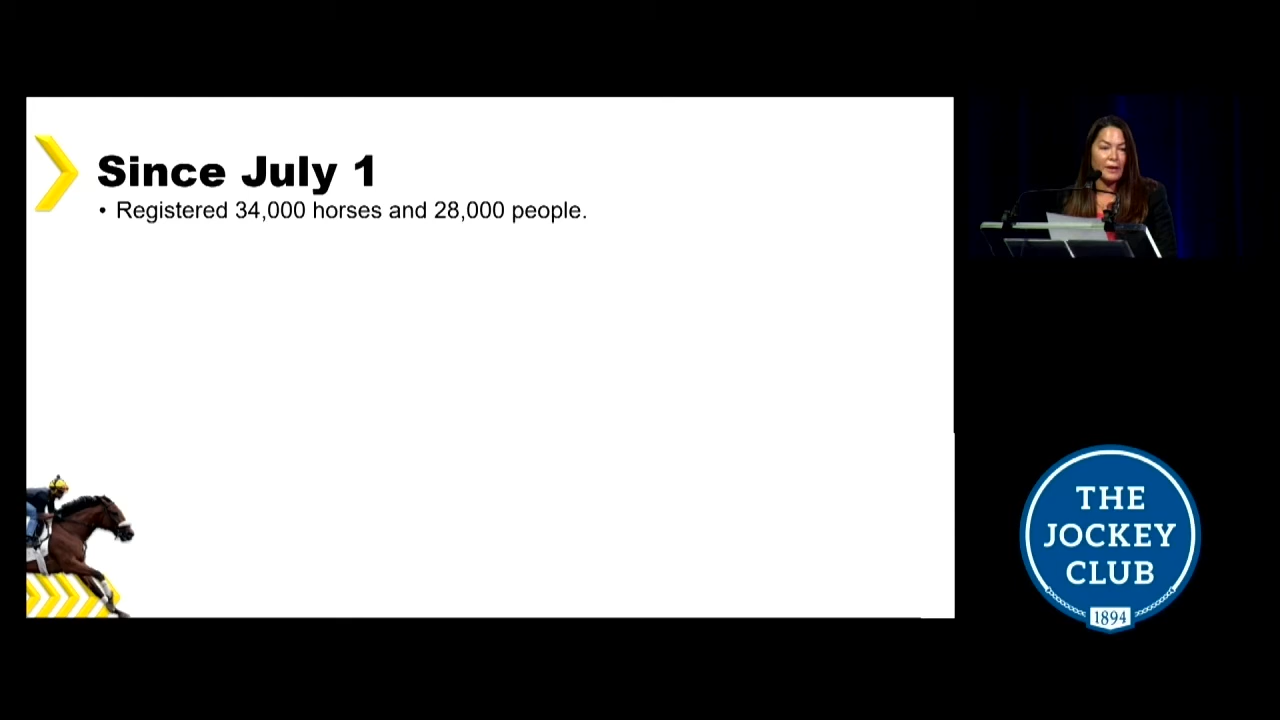 Since July 1
• Registered 34,000 horses and 28,000 people.
THE
JOCKEY
CLUB
1894